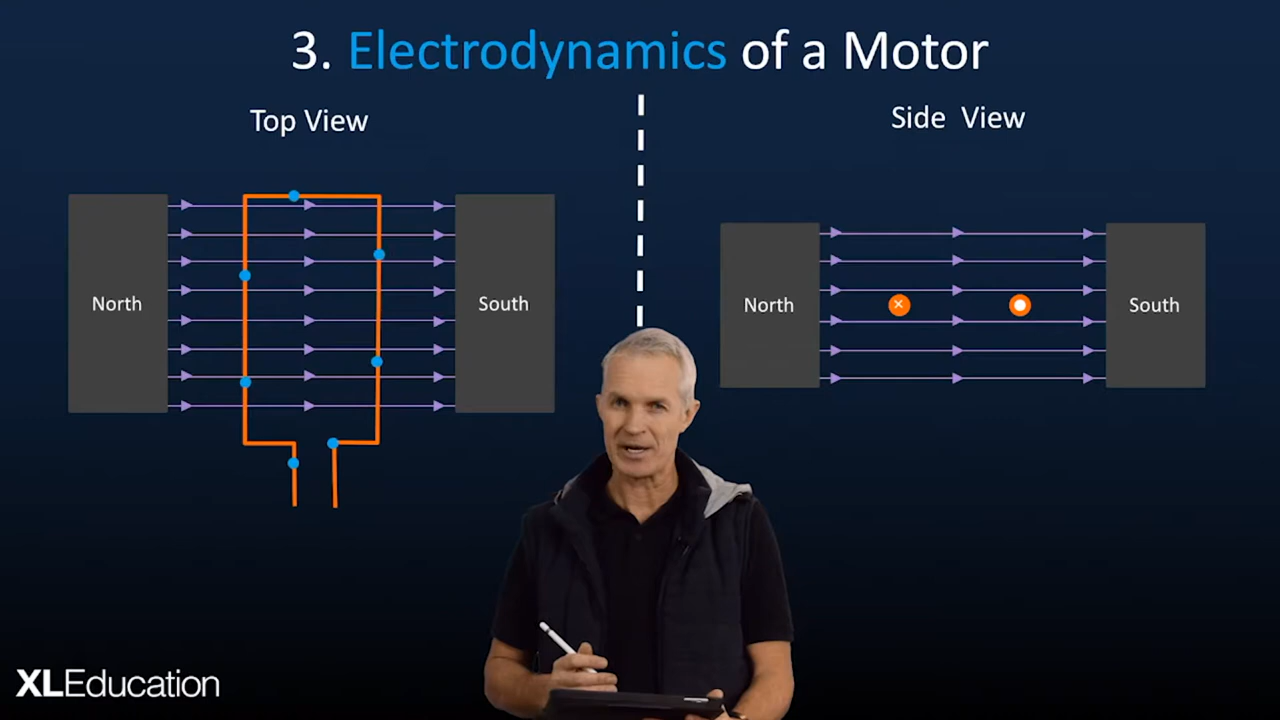 3. Electrodynamics of a Motor
Top View
Side View
North
South
North
South
XLEducation